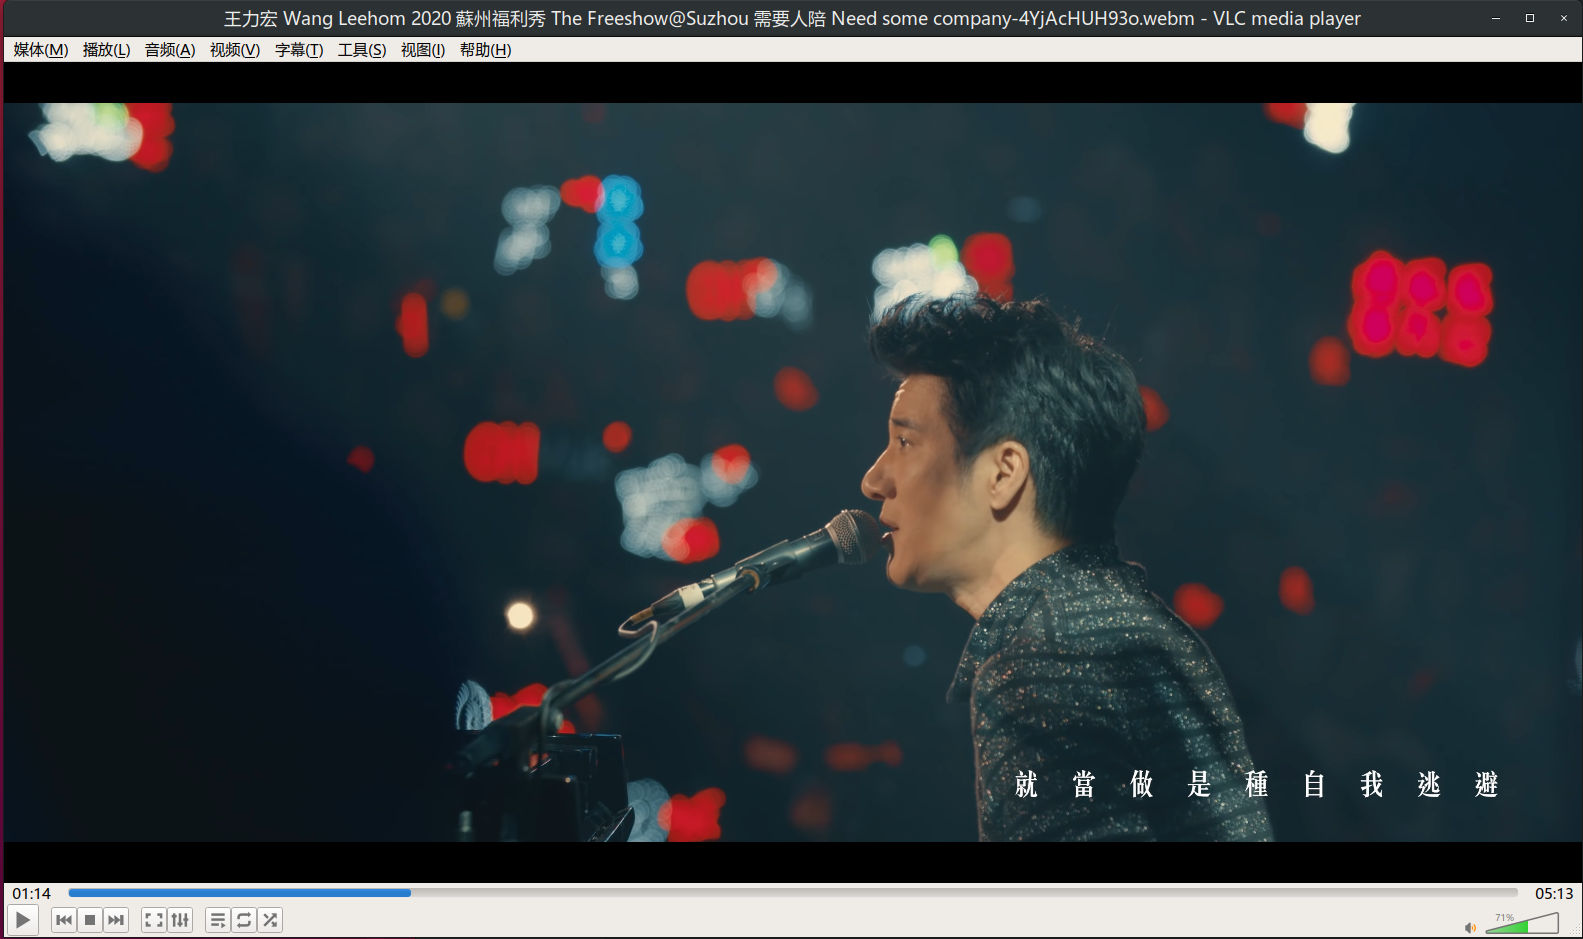 王力宏 Wang Leehom 2020 蘇州福利秀 The Freeshow@Suzhou 需要人陪 Need some company-4YjAcHUH93o.webm - VLC media player
媒体(M) 播放(L) 音频(A) 视频(V) 字幕(T) 工具(S) 视图(I) 帮助(H)
就當做是種自我逃避
01:14 05:13
71%